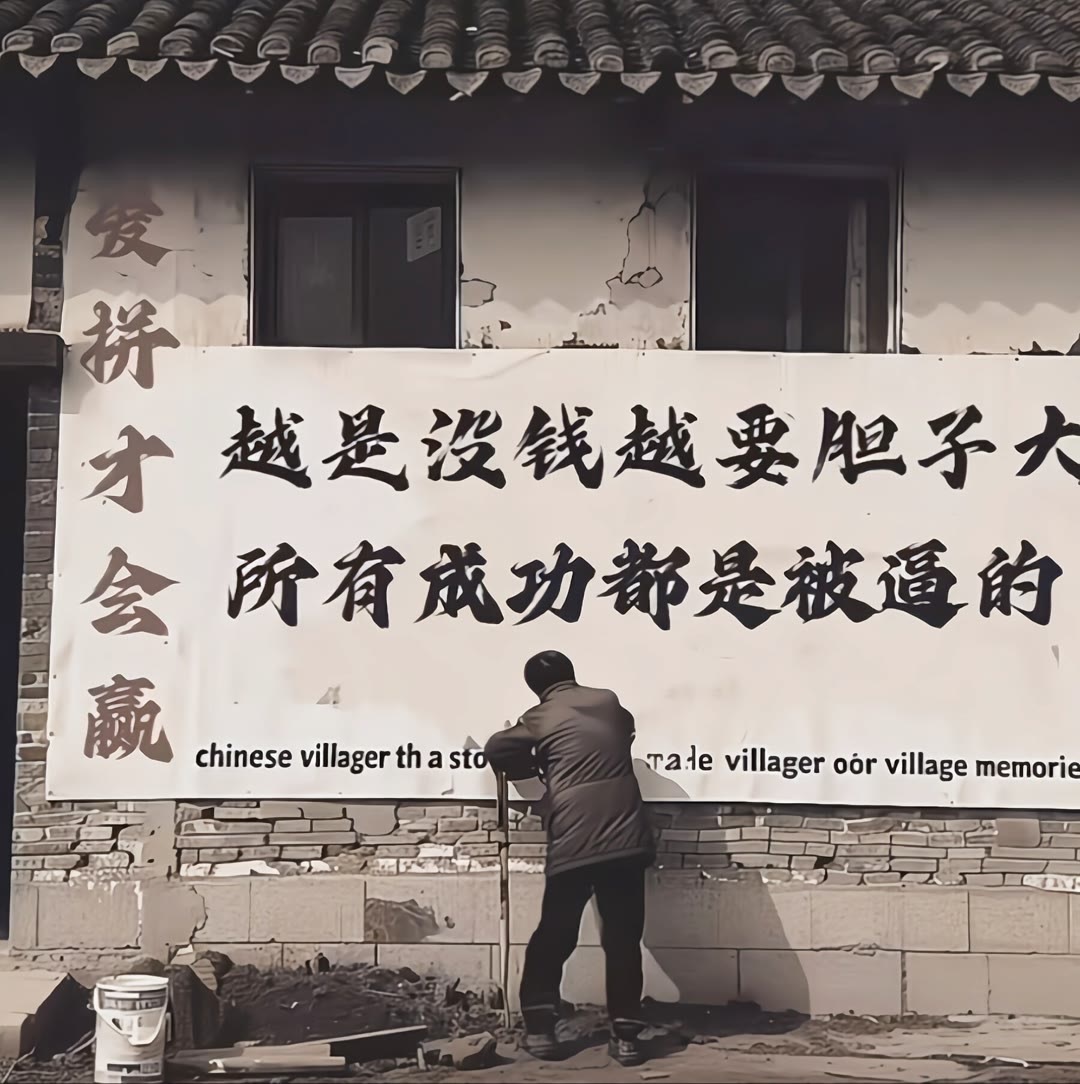 爱拼才会赢
越是没钱越要胆子大
所有成功都是被逼的
chinese villager th a sto villager oór village memorie